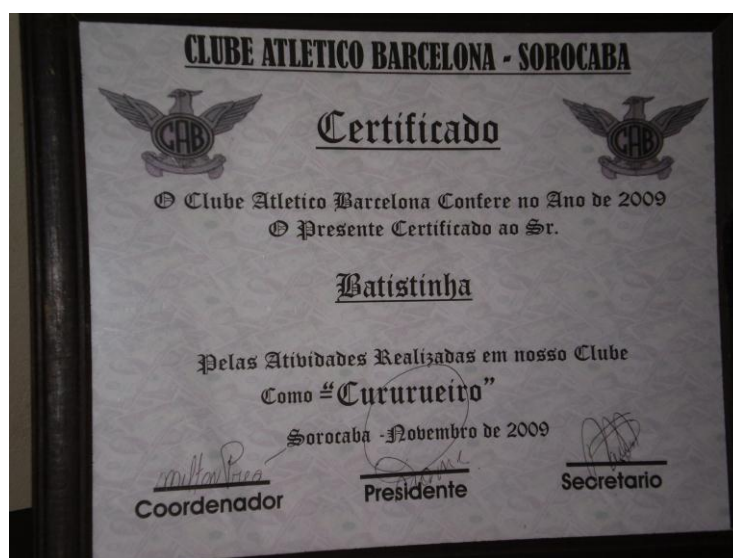 CLUBE ATLETICO BARCELONA - SOROCABA
CAB
CAB
Certificado
O Clube Atletico Barcelona Confere no Ano de 2009
O Presente Certificado ao Sr.
Batistinha
Pelas Atividades Realizadas em nosso Clube
Como "Cururueiro"
Sorocaba - Novembro de 2009
Coordenador
Presidente
Secretario